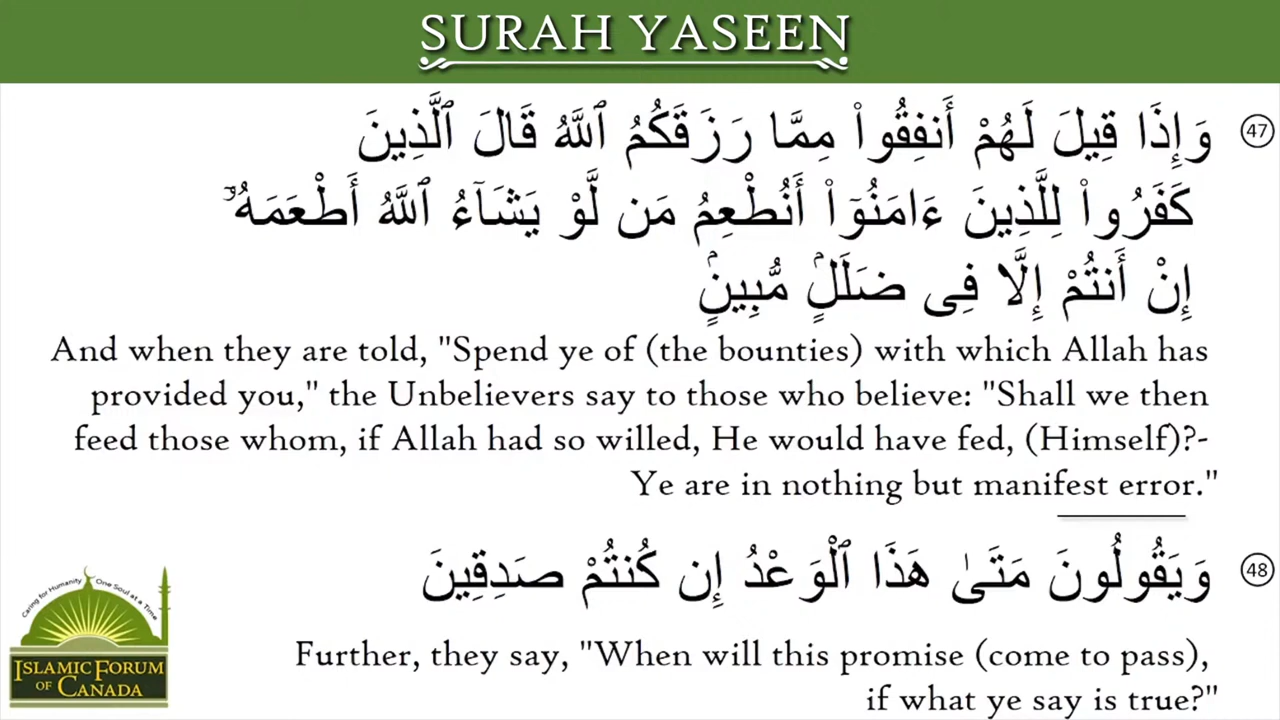 SURAH YASEEN
وَإِذَا قِيلَ لَهُمْ أَنفِقُوا۟ مِمَّا رَزَقَكُمُ ٱللَّهُ قَالَ ٱلَّذِينَ ㊼
كَفَرُوا۟ لِلَّذِينَ ءَامَنُوٓا۟ أَنُطْعِمُ مَن لَّوْ يَشَآءُ ٱللَّهُ أَطْعَمَهُۥٓ
إِنْ أَنتُمْ إِلَّا فِى ضَلَلٍۢ مُّبِينٍۢ
And when they are told, "Spend ye of (the bounties) with which Allah has
provided you," the Unbelievers say to those who believe: "Shall we then
feed those whom, if Allah had so willed, He would have fed, (Himself)?-
Ye are in nothing but manifest error."
وَيَقُولُونَ مَتَىٰ هَذَا ٱلْوَعْدُ إِن كُنتُمْ صَدِقِينَ ㊽
Further, they say, "When will this promise (come to pass),
if what ye say is true?"
Caring for Humanity One Soul at a Time
ISLAMIC FORUM
OF CANADA